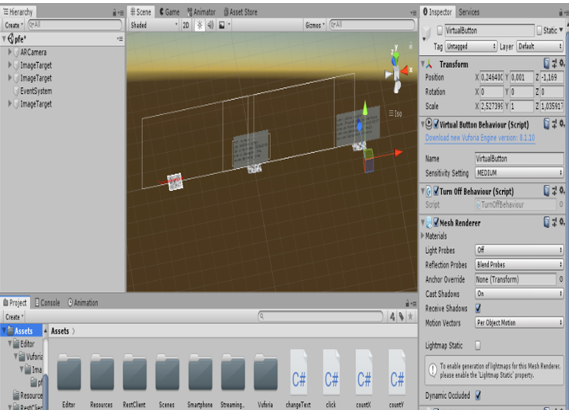 Hierarchy
Create
All
pfe*
ARCamera
ImageTarget
ImageTarget
EventSystem
ImageTarget
Scene Game Animator Asset Store
Shaded 2D Gizmos All
y
Iso
Inspector Services
VirtualButton Static
Tag Untagged Layer Default
Transform
Position X 0,246410 Y 0,001 Z -1,169
Rotation X 0 Y 0 Z 0
Scale X 2,527399 Y 1 Z 1,035917
Virtual Button Behaviour (Script)
Download new Vuforia Engine version: 8.1.10
Name VirtualButton
Sensitivity Setting MEDIUM
Turn Off Behaviour (Script)
Script TurnOffBehaviour
Mesh Renderer
Materials
Light Probes Off
Reflection Probes Blend Probes
Anchor Override None (Transform)
Cast Shadows On
Receive Shadows
Motion Vectors Per Object Motion
Lightmap Static
To enable generation of lightmaps for this Mesh Renderer, please enable the 'Lightmap Static' property.
Dynamic Occluded
Project Console Animation
Create
Assets
Editor
Vuforia
Ima
Resource
RestClier
Assets
Editor Resources RestClient Scenes Smartphone Streaming... Vuforia changeText click countX countY
C# C# C# C#